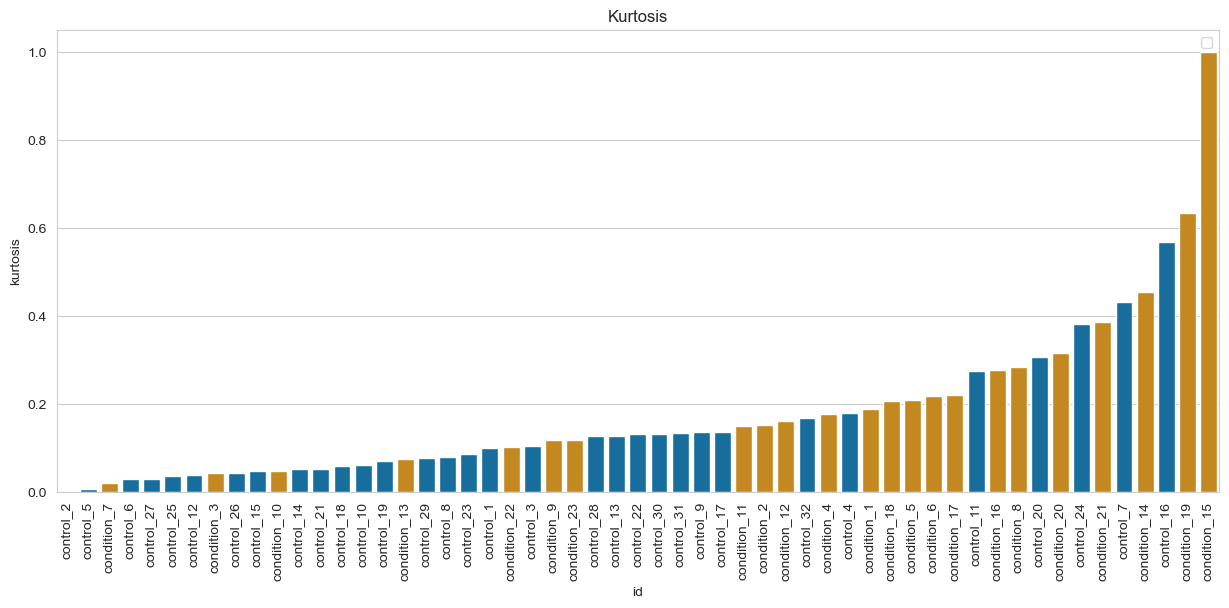 Kurtosis
1.0
0.8
0.6
0.4
0.2
0.0
kurtosis
control_2
control_5
condition_7
control_6
control_27
control_25
control_12
condition_3
control_26
control_15
condition_10
control_14
control_21
control_18
control_10
control_19
condition_13
control_29
control_8
control_23
control_1
condition_22
control_3
condition_9
condition_23
control_28
control_13
control_22
control_30
control_31
control_9
control_17
condition_11
condition_2
condition_12
control_32
condition_4
control_4
condition_1
condition_18
condition_5
condition_6
condition_17
control_11
condition_16
condition_8
control_20
condition_20
control_24
condition_21
control_7
condition_14
control_16
condition_19
condition_15
id